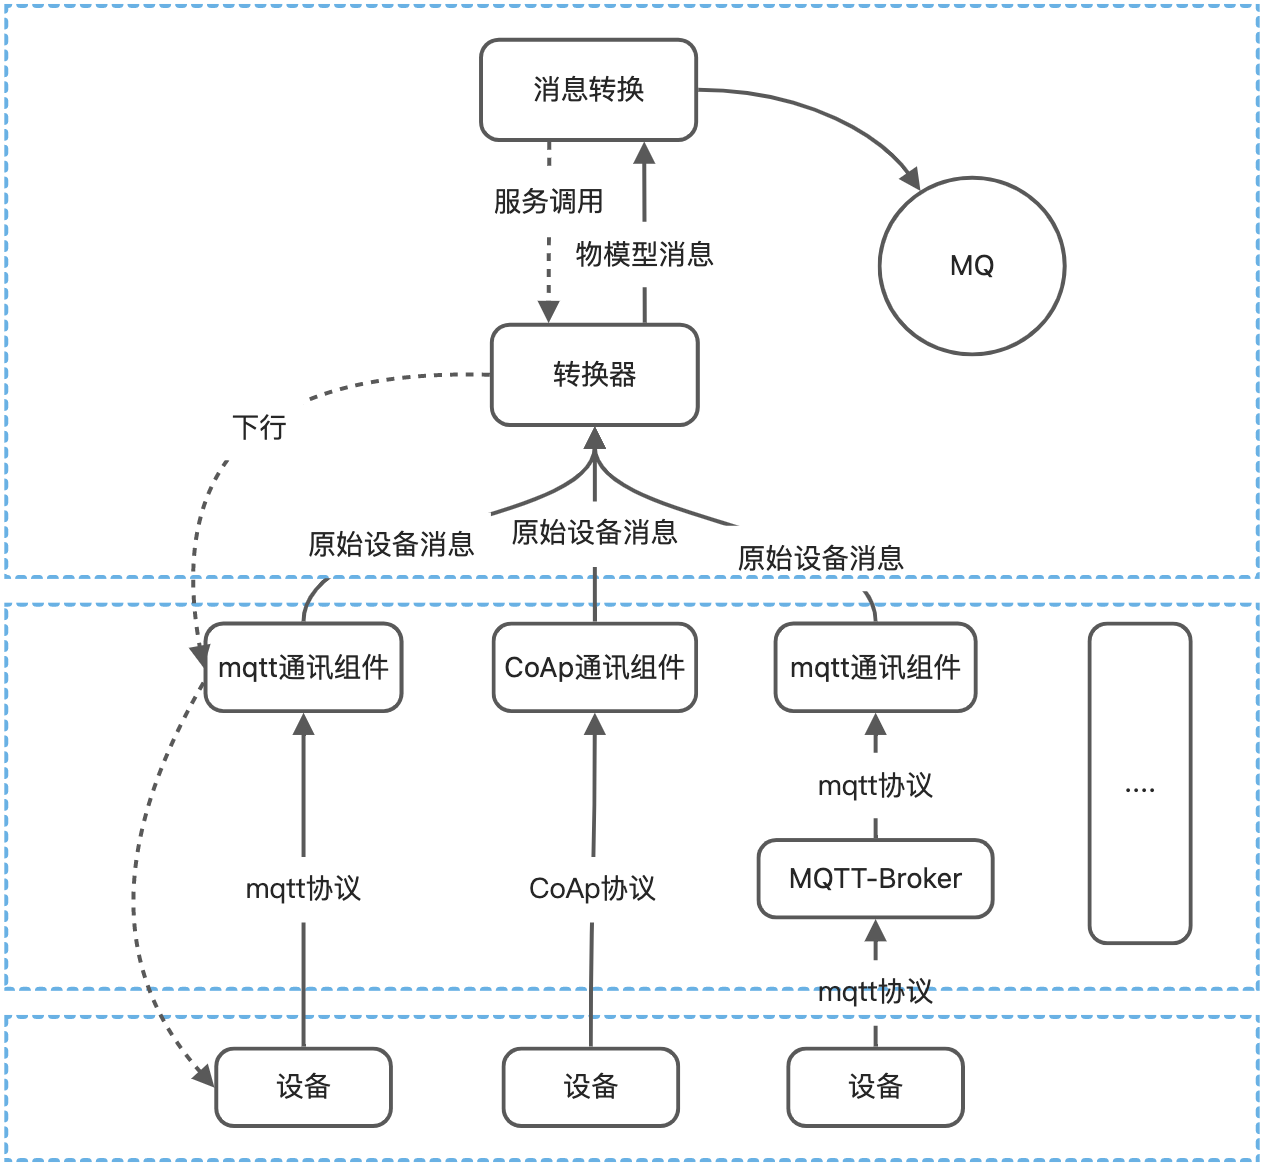 消息转换
服务调用
物模型消息
MQ
转换器
下行
原始设备消息
原始设备消息
原始设备消息
mqtt通讯组件
CoAp通讯组件
mqtt通讯组件
....
mqtt协议
MQTT-Broker
mqtt协议
CoAp协议
mqtt协议
设备
设备
设备